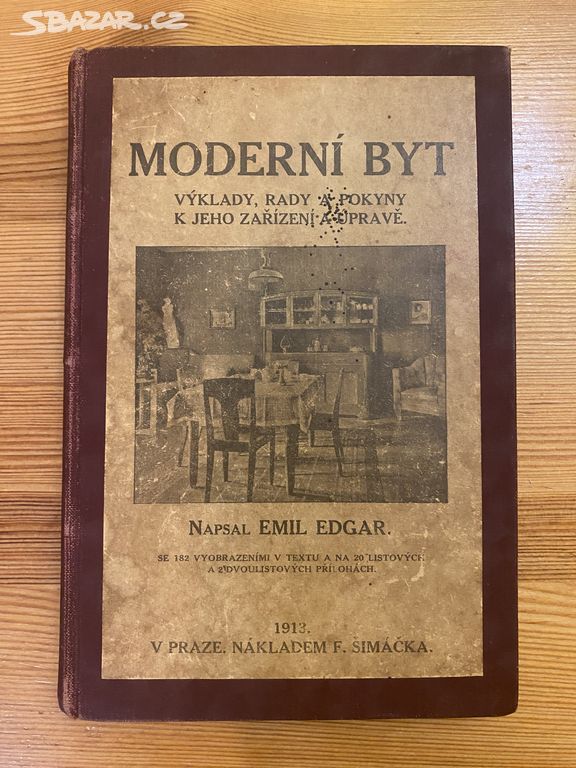 SBAZAR.CZ
MODERNÍ BYT
VÝKLADY, RADY A POKYNY
K JEHO ZAŘÍZENÍ A ÚPRAVĚ.
NAPSAL EMIL EDGAR.
SE 182 VYOBRAZENÍMI V TEXTU A NA 20 LISTOVÝCH
A 2 DVOULISTOVÝCH PŘÍLOHÁCH.
1913.
V PRAZE. NÁKLADEM F. ŠIMÁČKA.